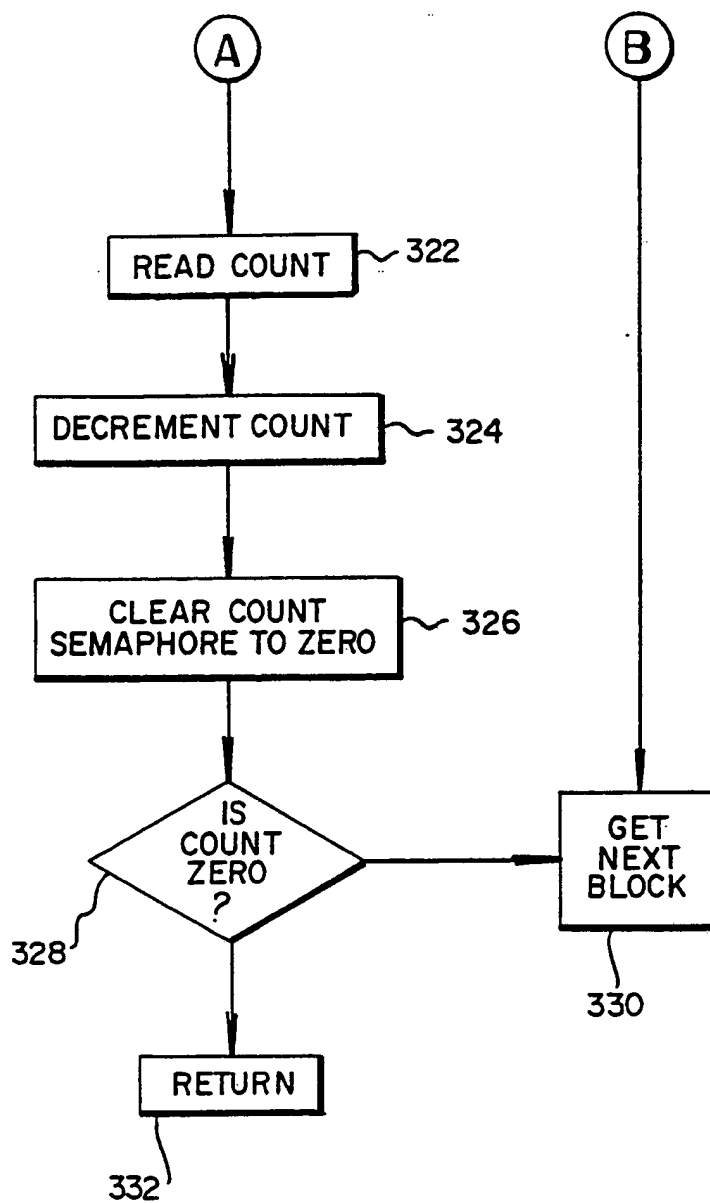 A
B
READ COUNT
322
DECREMENT COUNT
324
CLEAR COUNT
SEMAPHORE TO ZERO
326
IS
COUNT
ZERO
?
328
GET
NEXT
BLOCK
330
RETURN
332